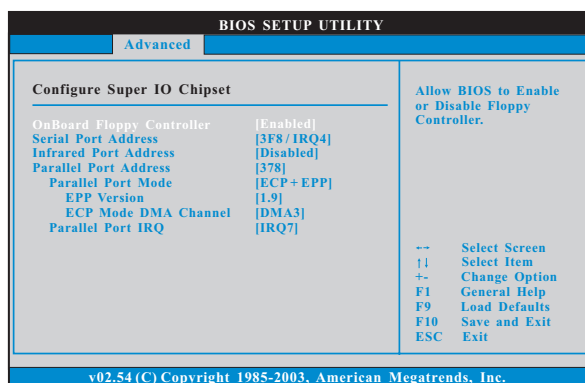 BIOS SETUP UTILITY
Advanced
Configure Super IO Chipset
OnBoard Floppy Controller [Enabled]
Serial Port Address [3F8 / IRQ4]
Infrared Port Address [Disabled]
Parallel Port Address [378]
Parallel Port Mode [ECP + EPP]
EPP Version [1.9]
ECP Mode DMA Channel [DMA3]
Parallel Port IRQ [IRQ7]
Allow BIOS to Enable
or Disable Floppy
Controller.
←→ Select Screen
↑↓ Select Item
+- Change Option
F1 General Help
F9 Load Defaults
F10 Save and Exit
ESC Exit
v02.54 (C) Copyright 1985-2003, American Megatrends, Inc.